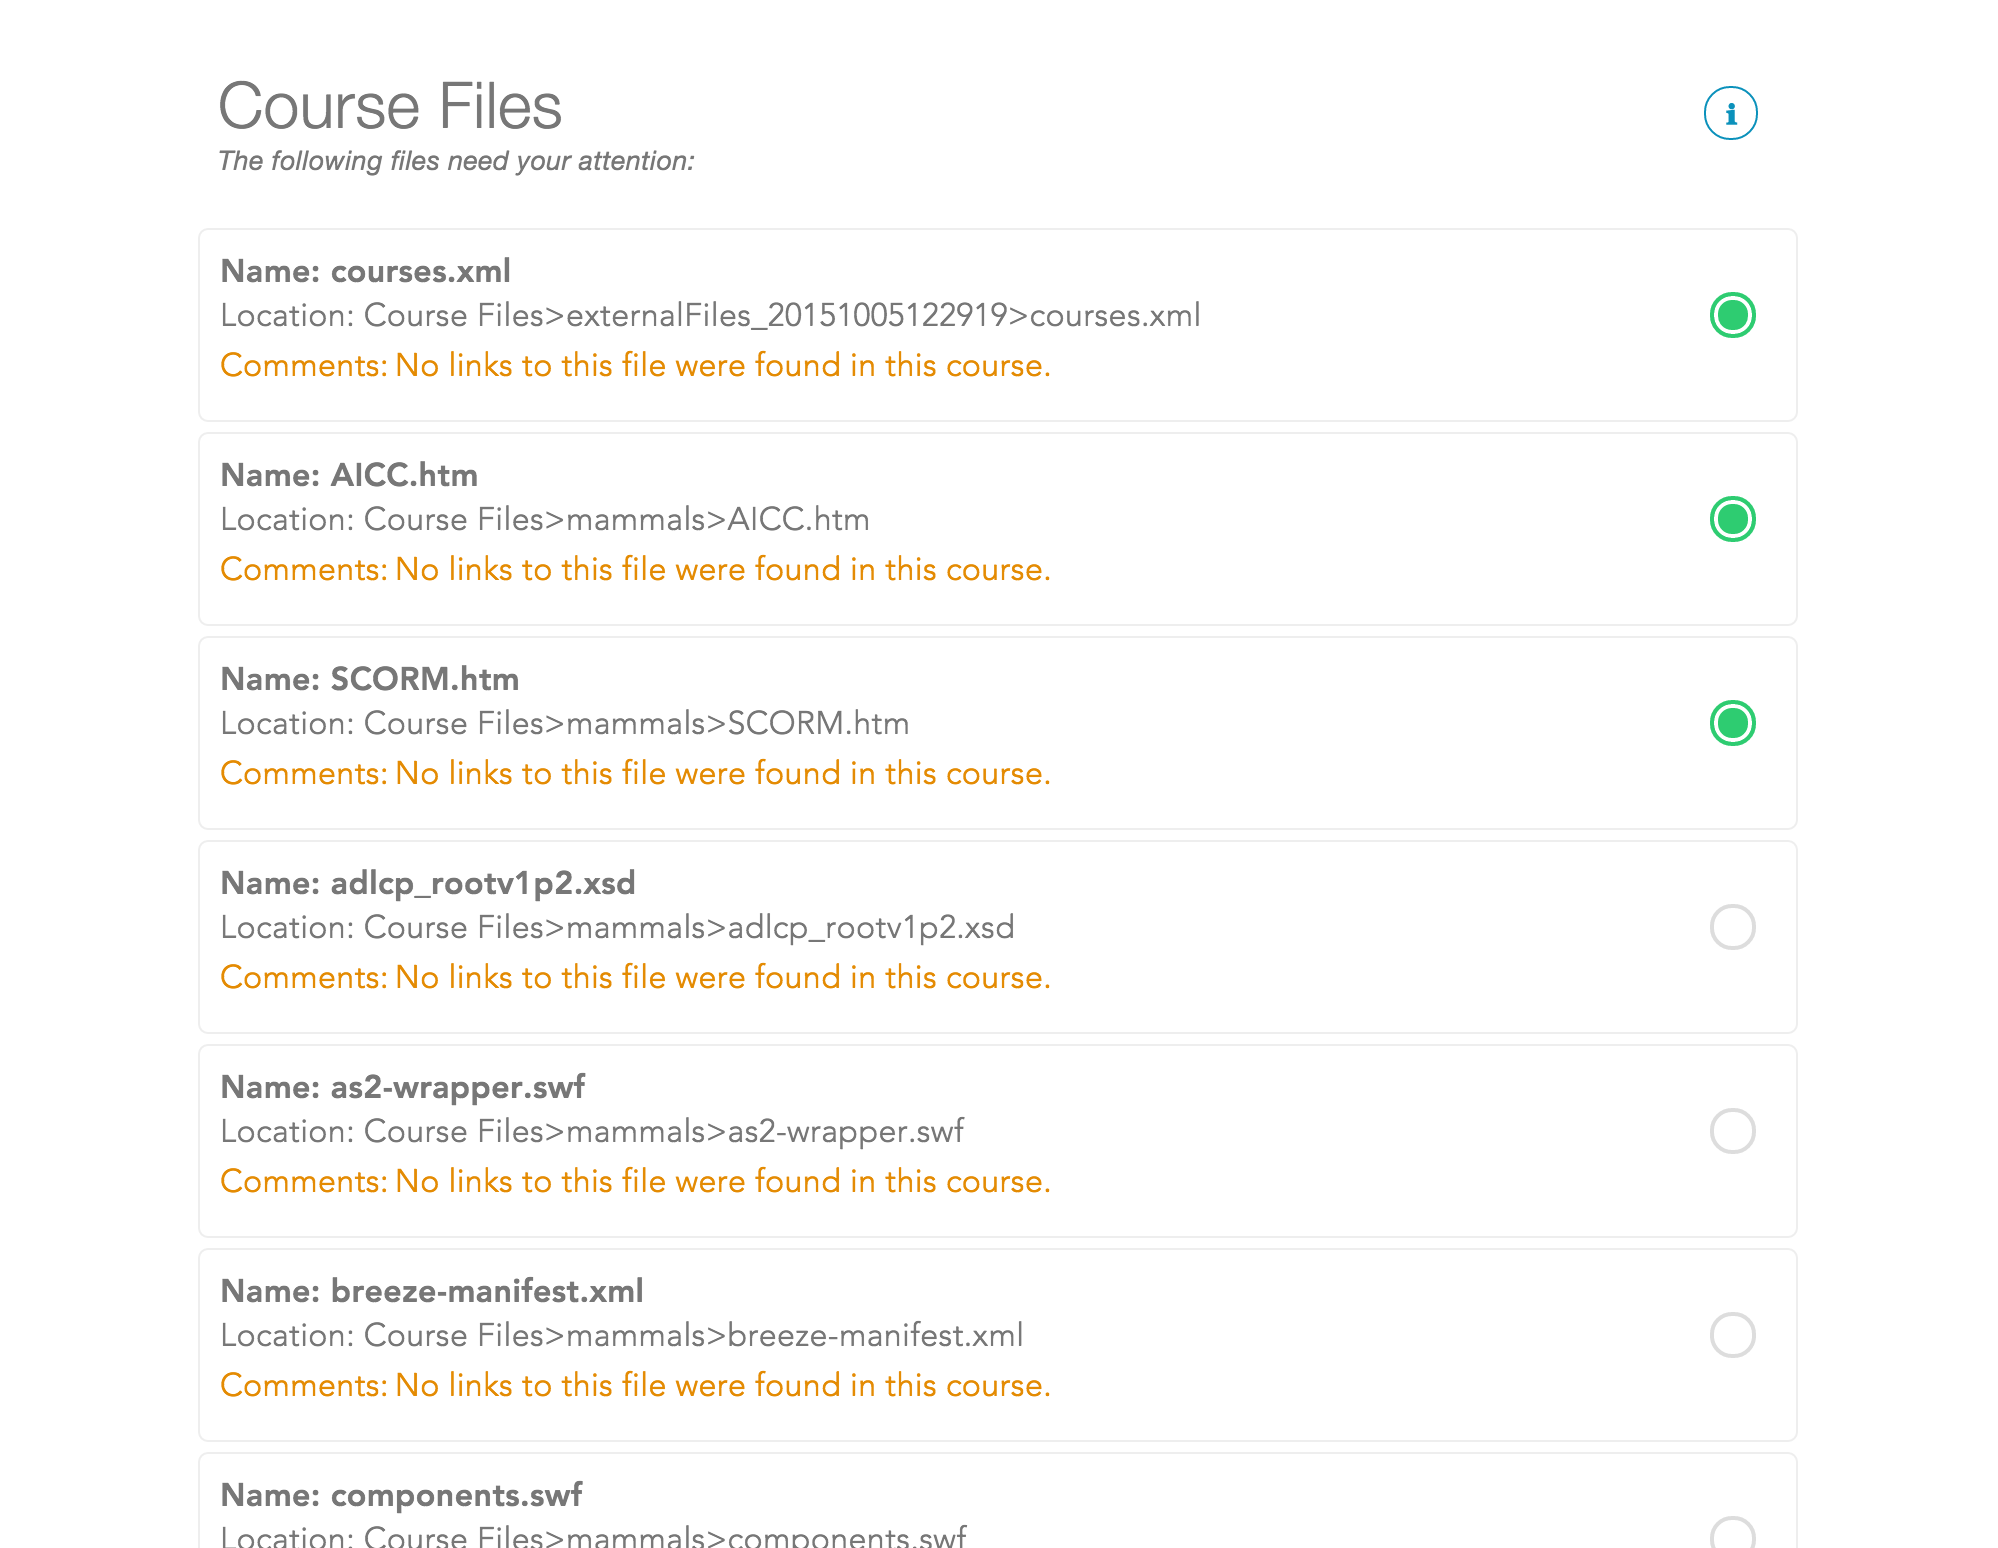 Course Files
i
The following files need your attention:
Name: courses.xml
Location: Course Files>externalFiles_20151005122919>courses.xml
Comments: No links to this file were found in this course.
Name: AICC.htm
Location: Course Files>mammals>AICC.htm
Comments: No links to this file were found in this course.
Name: SCORM.htm
Location: Course Files>mammals>SCORM.htm
Comments: No links to this file were found in this course.
Name: adlcp_rootv1p2.xsd
Location: Course Files>mammals>adlcp_rootv1p2.xsd
Comments: No links to this file were found in this course.
Name: as2-wrapper.swf
Location: Course Files>mammals>as2-wrapper.swf
Comments: No links to this file were found in this course.
Name: breeze-manifest.xml
Location: Course Files>mammals>breeze-manifest.xml
Comments: No links to this file were found in this course.
Name: components.swf
Location: Course Files>mammals>components.swf